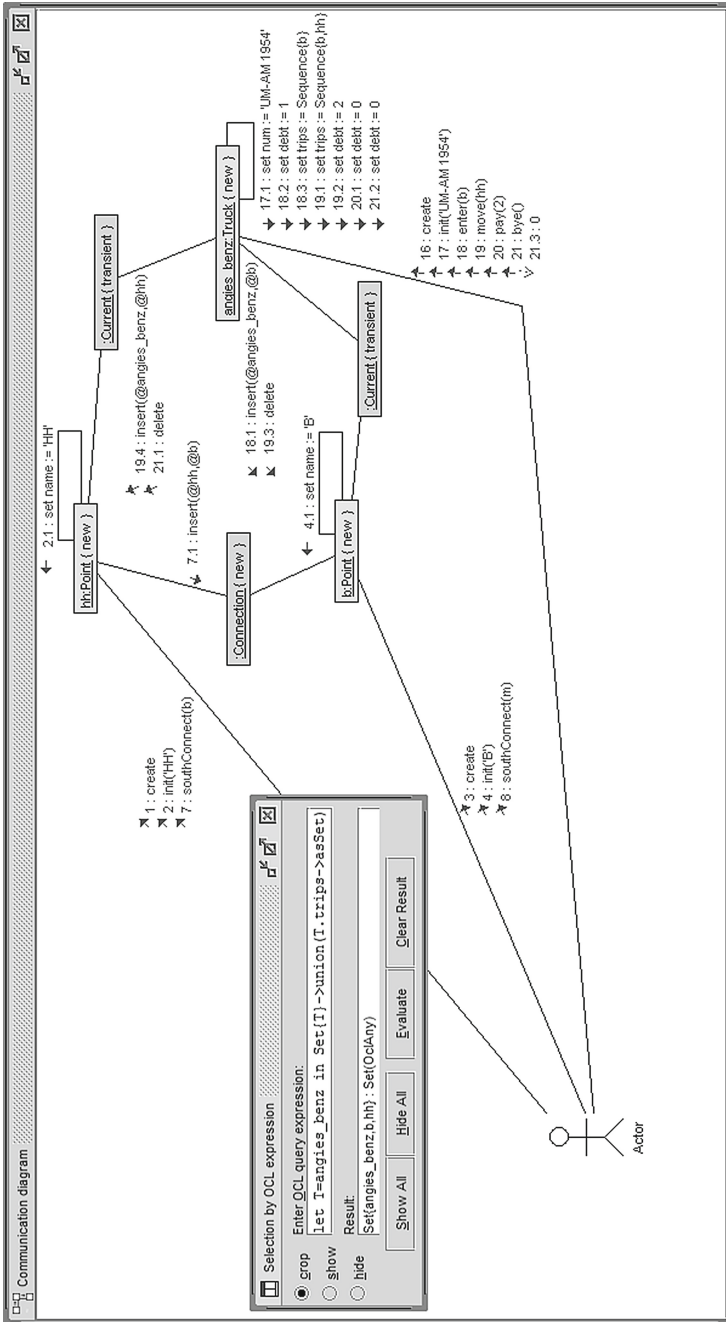 Communication diagram
2.1 : set name := 'HH'
hh:Point { new }
:Current { transient }
1 : create
2 : init('HH')
7 : southConnect(b)
19.4 : insert(@angies_benz,@hh)
21.1 : delete
7.1 : insert(@hh,@b)
angies_benz:Truck { new }
17.1 : set num := 'UM-AM 1954'
18.2 : set debt := 1
18.3 : set trips := Sequence{b}
19.1 : set trips := Sequence{b,hh}
19.2 : set debt := 2
20.1 : set debt := 0
21.2 : set debt := 0
:Connection { new }
18.1 : insert(@angies_benz,@b)
19.3 : delete
4.1 : set name := 'B'
b:Point { new }
:Current { transient }
Selection by OCL expression
crop
show
hide
Enter OCL query expression:
let T=angies_benz in Set{T}->union(T.trips->asSet)
Result:
Set{angies_benz,b,hh} : Set(OclAny)
Show All
Hide All
Evaluate
Clear Result
3 : create
4 : init('B')
8 : southConnect(m)
16 : create
17 : init('UM-AM 1954')
18 : enter(b)
19 : move(hh)
20 : pay(2)
21 : bye()
21.3 : 0
Actor